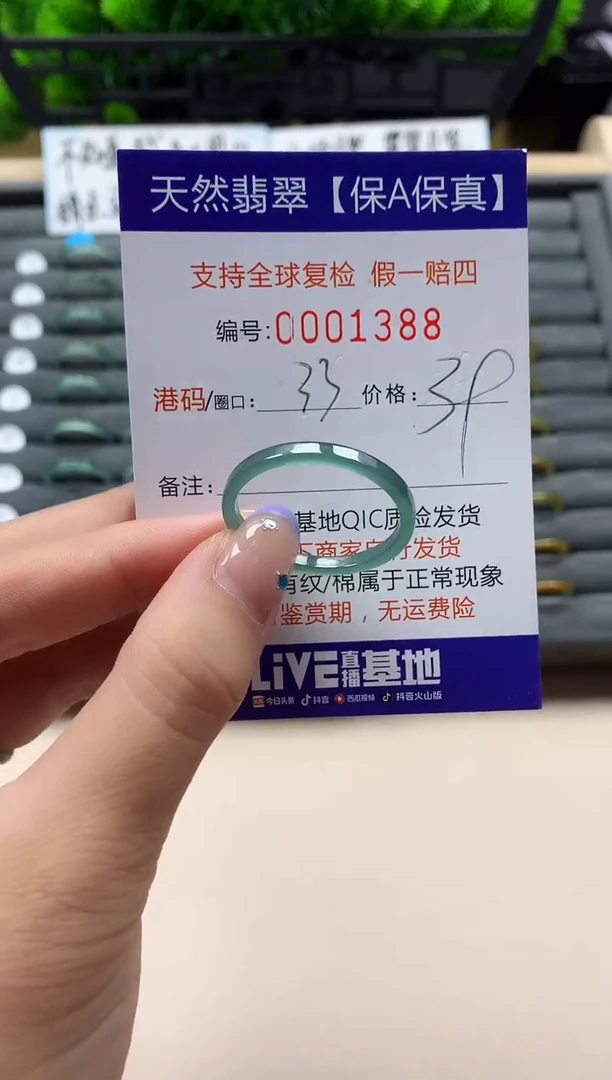 天然翡翠【保A保真】
支持全球复检 假一赔四
编号:0001388
港码/圈口: 33 价格: 39
备注:
基地QIC质检发货
商家自行发货
有纹/棉属于正常现象
鉴赏期，无运费险
LiVE直播基地
今日头条 抖音 西瓜视频 抖音火山版